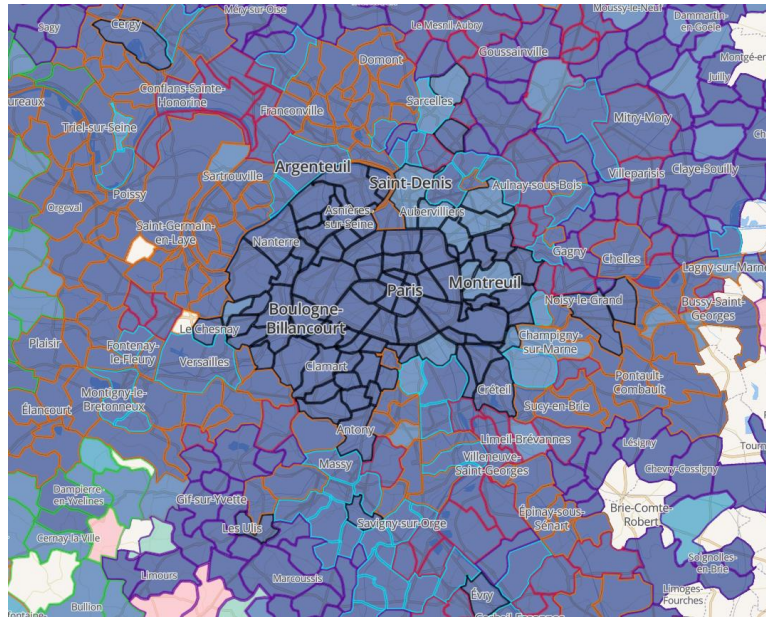 Sagy
Cergy
Méry-sur-Oise
Le Mesnil-Aubry
Moussy-le-Neuf
Dammartin-
en-Goële
Domont
Goussainville
Juilly
Conflans-Sainte-
Honorine
Sarcelles
Franconville
Mitry-Mory
Triel-sur-Seine
Argenteuil
Saint-Denis
Sartrouville
Aulnay-sous-Bois
Villeparisis
Claye-Souilly
Poissy
Orgeval
Asnières-
sur-Seine
Aubervilliers
Saint-Germain-
en-Laye
Nanterre
Gagny
Chelles
Lagny-sur-Marne
Paris
Montreuil
Noisy-le-Grand
Bussy-Saint-
Georges
Boulogne-
Billancourt
Le Chesnay
Plaisir
Fontenay-
le-Fleury
Versailles
Champigny-
sur-Marne
Clamart
Pontault-
Combault
Montigny-le-
Bretonneux
Créteil
Élancourt
Sucy-en-Brie
Antony
Limeil-Brévannes
Lésigny
Massy
Villeneuve-
Saint-Georges
Chevry-Cossigny
Dampierre-
en-Yvelines
Gif-sur-Yvette
Brie-Comte-
Robert
Les Ulis
Savigny-sur-Orge
Épinay-sous-
Sénart
Cernay-la-Ville
Soignolles-
en-Brie
Limours
Marcoussis
Évry
Limoges-
Fourches
Bullion